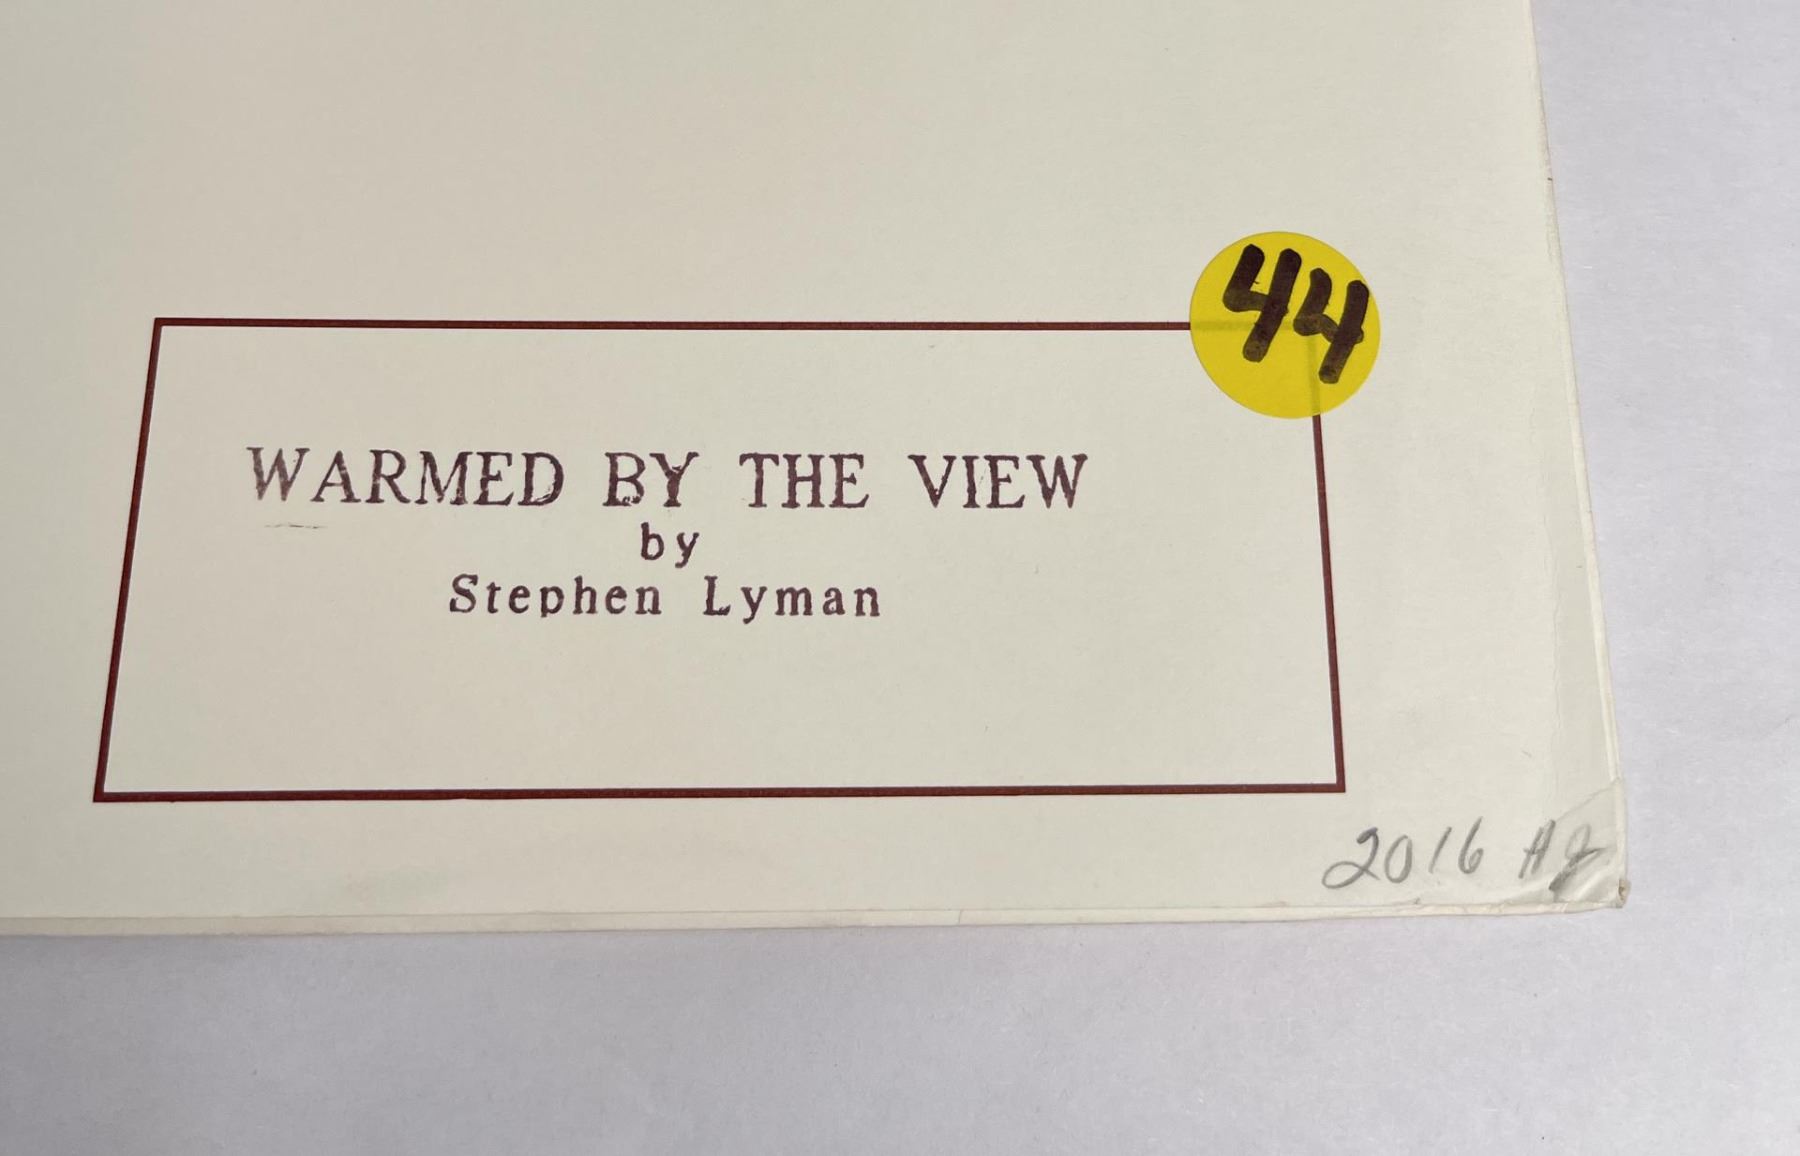 44
WARMED BY THE VIEW
by
Stephen Lyman
2016